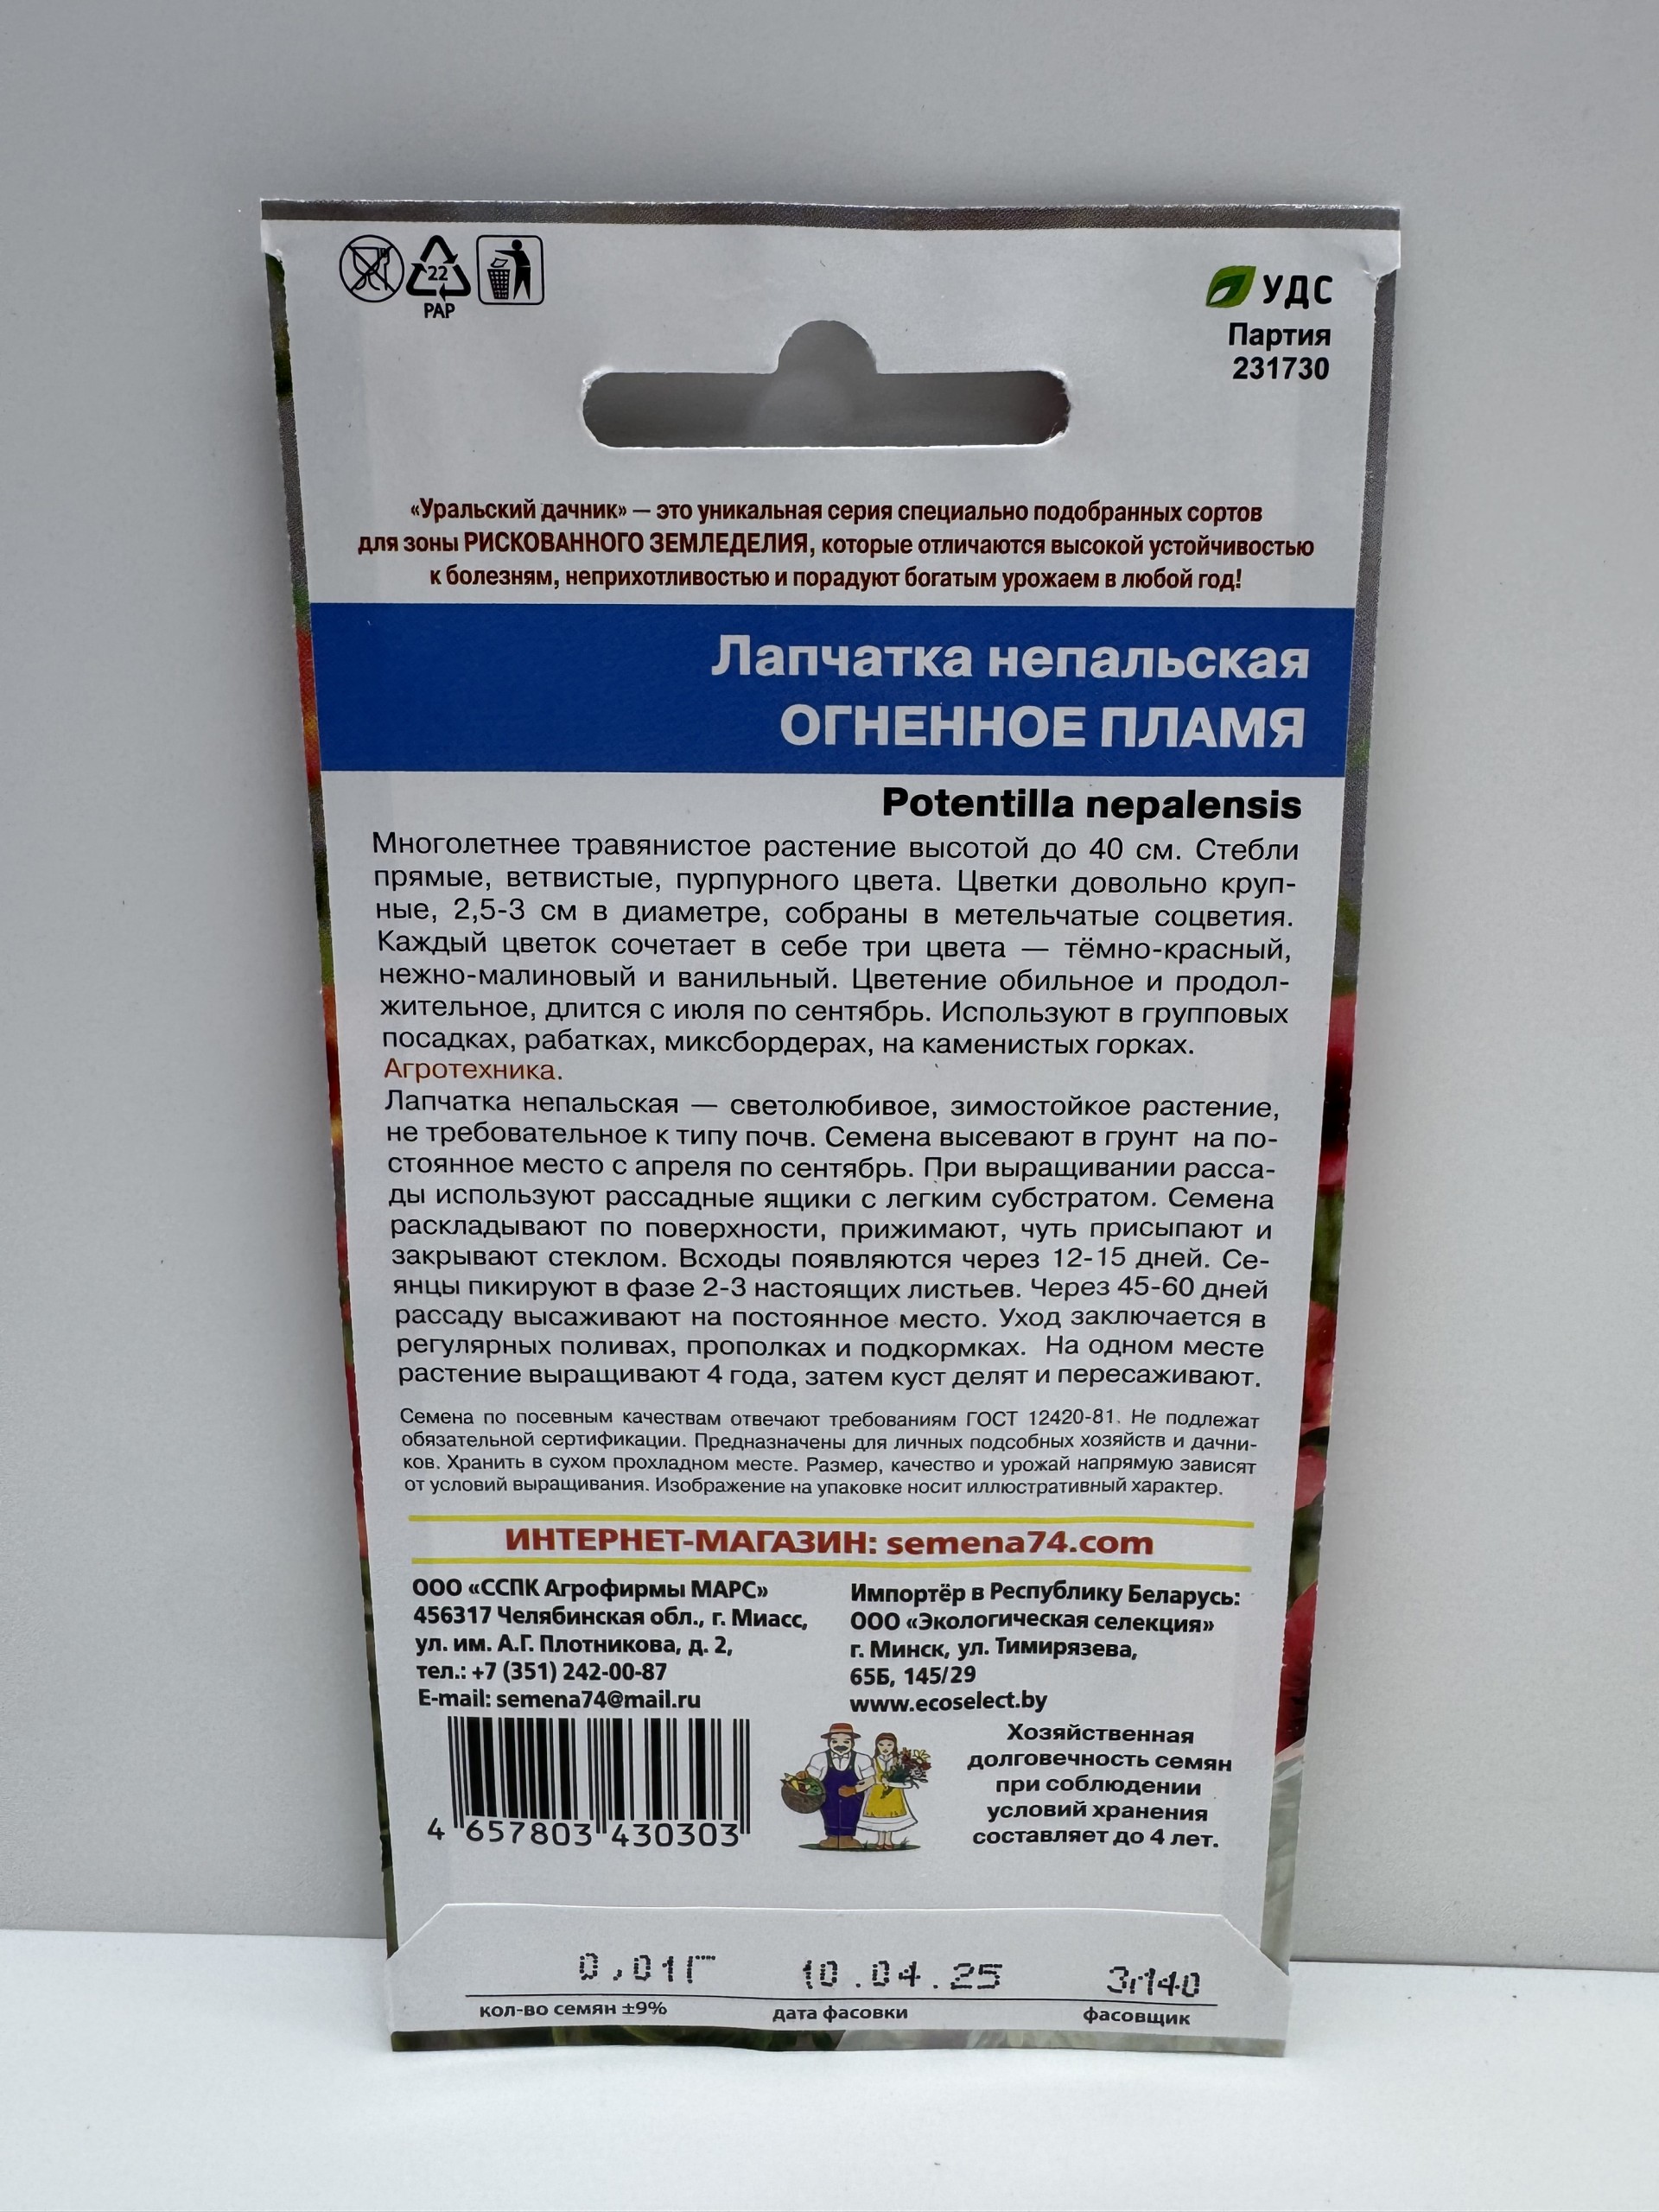 22
PAP
УДС
Партия
231730
«Уральский дачник» — это уникальная серия специально подобранных сортов
для зоны РИСКОВАННОГО ЗЕМЛЕДЕЛИЯ, которые отличаются высокой устойчивостью
к болезням, неприхотливостью и порадуют богатым урожаем в любой год!
Лапчатка непальская
ОГНЕННОЕ ПЛАМЯ
Potentilla nepalensis
Многолетнее травянистое растение высотой до 40 см. Стебли
прямые, ветвистые, пурпурного цвета. Цветки довольно круп-
ные, 2,5-3 см в диаметре, собраны в метельчатые соцветия.
Каждый цветок сочетает в себе три цвета — тёмно-красный,
нежно-малиновый и ванильный. Цветение обильное и продол-
жительное, длится с июля по сентябрь. Используют в групповых
посадках, рабатках, миксбордерах, на каменистых горках.
Агротехника.
Лапчатка непальская — светолюбивое, зимостойкое растение,
не требовательное к типу почв. Семена высевают в грунт на по-
стоянное место с апреля по сентябрь. При выращивании расса-
ды используют рассадные ящики с легким субстратом. Семена
раскладывают по поверхности, прижимают, чуть присыпают и
закрывают стеклом. Всходы появляются через 12-15 дней. Се-
янцы пикируют в фазе 2-3 настоящих листьев. Через 45-60 дней
рассаду высаживают на постоянное место. Уход заключается в
регулярных поливах, прополках и подкормках. На одном месте
растение выращивают 4 года, затем куст делят и пересаживают.
Семена по посевным качествам отвечают требованиям ГОСТ 12420-81. Не подлежат
обязательной сертификации. Предназначены для личных подсобных хозяйств и дачни-
ков. Хранить в сухом прохладном месте. Размер, качество и урожай напрямую зависят
от условий выращивания. Изображение на упаковке носит иллюстративный характер.
ИНТЕРНЕТ-МАГАЗИН: semena74.com
ООО «ССПК Агрофирмы МАРС»
456317 Челябинская обл., г. Миасс,
ул. им. А.Г. Плотникова, д. 2,
тел.: +7 (351) 242-00-87
E-mail: semena74@mail.ru
Импортёр в Республику Беларусь:
ООО «Экологическая селекция»
г. Минск, ул. Тимирязева,
65Б, 145/29
www.ecoselect.by
Хозяйственная
долговечность семян
при соблюдении
условий хранения
составляет до 4 лет.
4 657803 430303
0,01Г 10.04.25
кол-во семян ±9% дата фасовки фасовщик